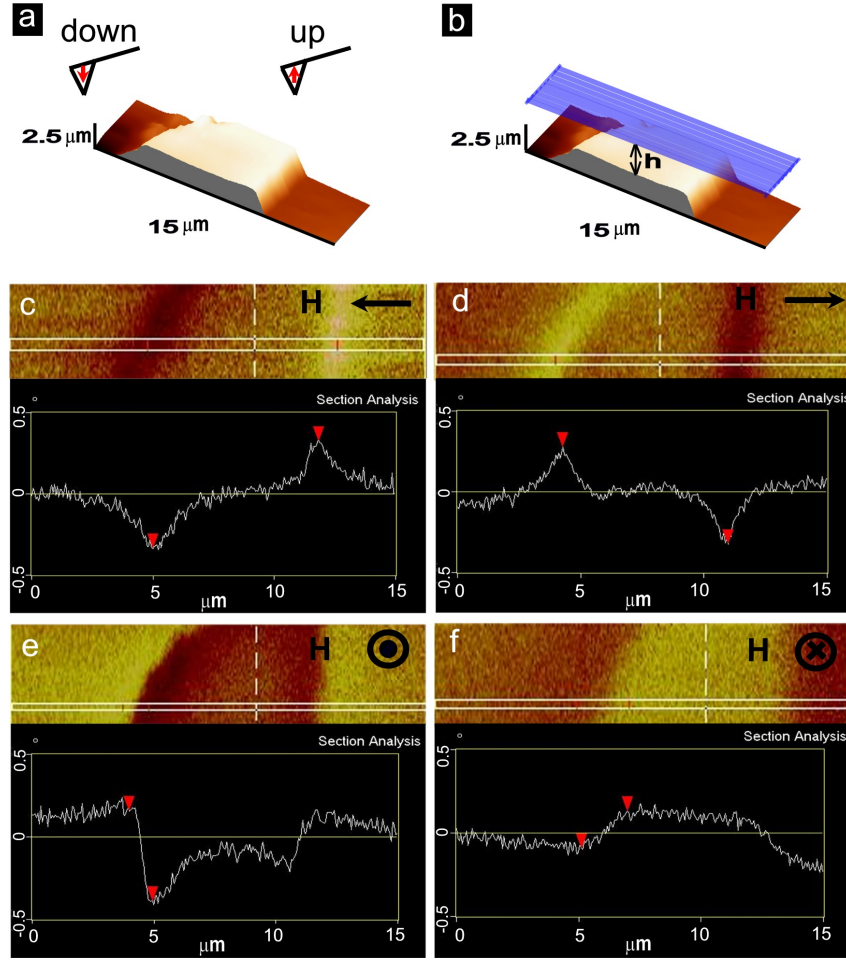 a
down
up
2.5 μm
15 μm
b
2.5 μm
h
15 μm
c
H
Section Analysis
0.5
0
-0.5
0
5
10
15
μm
d
H
Section Analysis
0.5
0
-0.5
0
5
10
15
μm
e
H
Section Analysis
0.5
0
-0.5
0
5
10
15
μm
f
H
Section Analysis
0.5
0
-0.5
0
5
10
15
μm